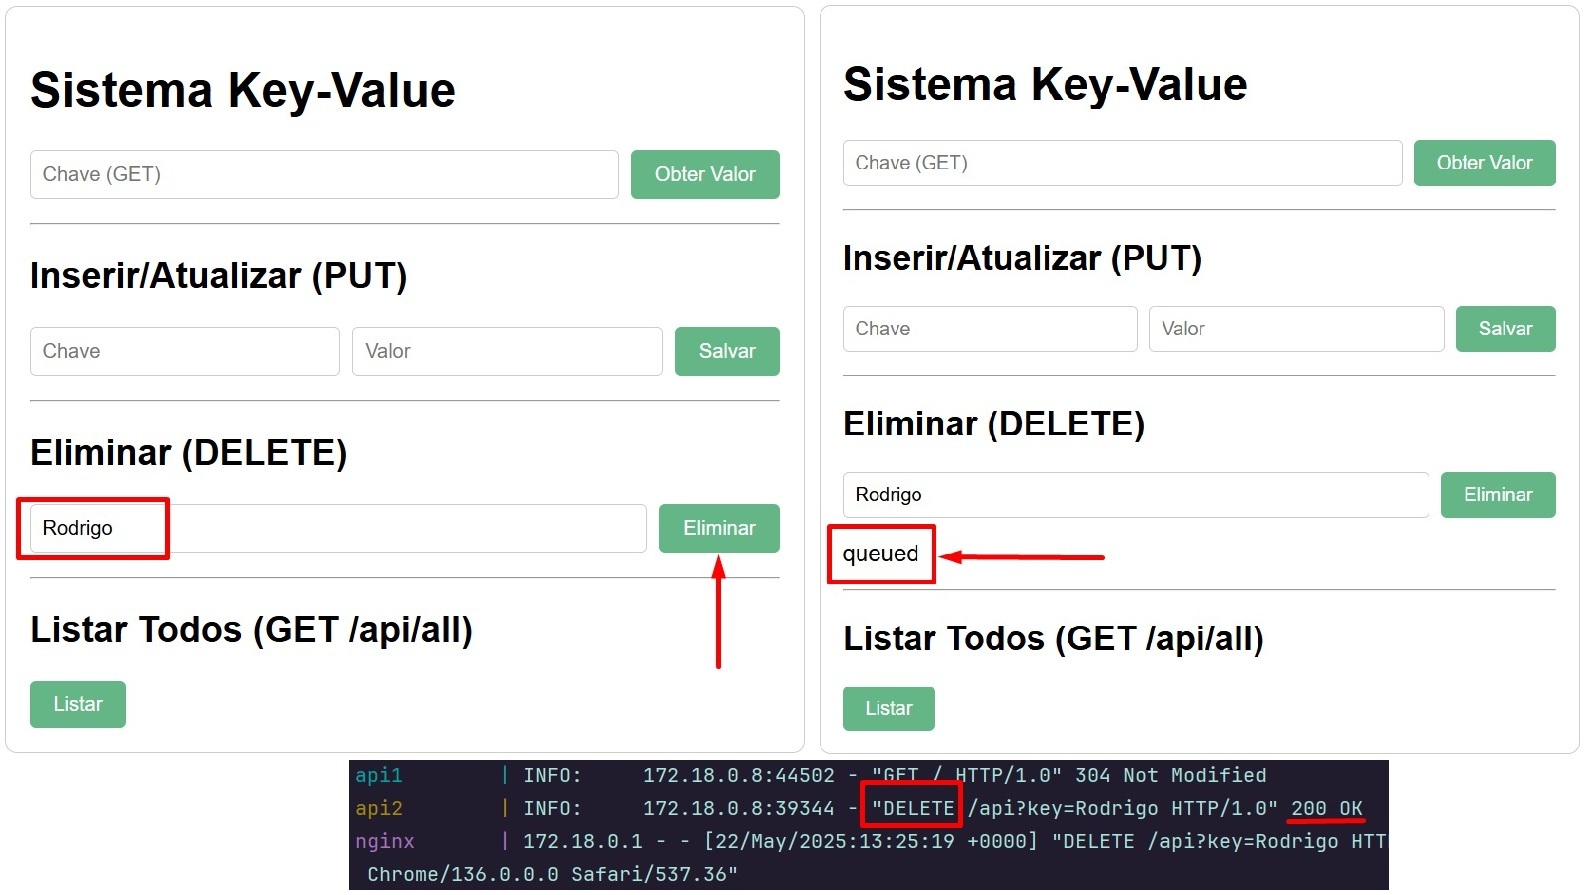 Sistema Key-Value
Chave (GET)
Obter Valor
Inserir/Atualizar (PUT)
Chave
Valor
Salvar
Eliminar (DELETE)
Rodrigo
Eliminar
Listar Todos (GET /api/all)
Listar
Sistema Key-Value
Chave (GET)
Obter Valor
Inserir/Atualizar (PUT)
Chave
Valor
Salvar
Eliminar (DELETE)
Rodrigo
Eliminar
queued
Listar Todos (GET /api/all)
Listar
api1 | INFO: 172.18.0.8:44502 - "GET / HTTP/1.0" 304 Not Modified
api2 | INFO: 172.18.0.8:39344 - "DELETE /api?key=Rodrigo HTTP/1.0" 200 OK
nginx | 172.18.0.1 - - [22/May/2025:13:25:19 +0000] "DELETE /api?key=Rodrigo HTT
Chrome/136.0.0.0 Safari/537.36"